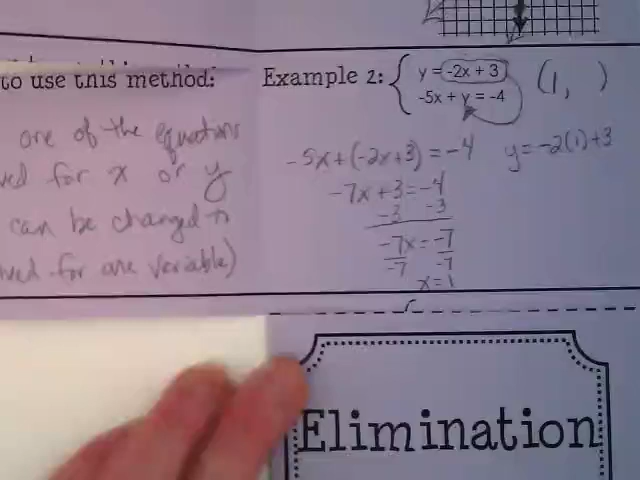 to use this method:
one of the equations
ved for x or y
can be changed to
ved for one variable)
Example 2: { y = -2x + 3
-5x + y = -4
(1, )
-5x+(-2x+3)=-4
y=-2(1)+3
-7x+3=-4
-3 -3
-7x=-7
-7 -7
x=1
Elimination